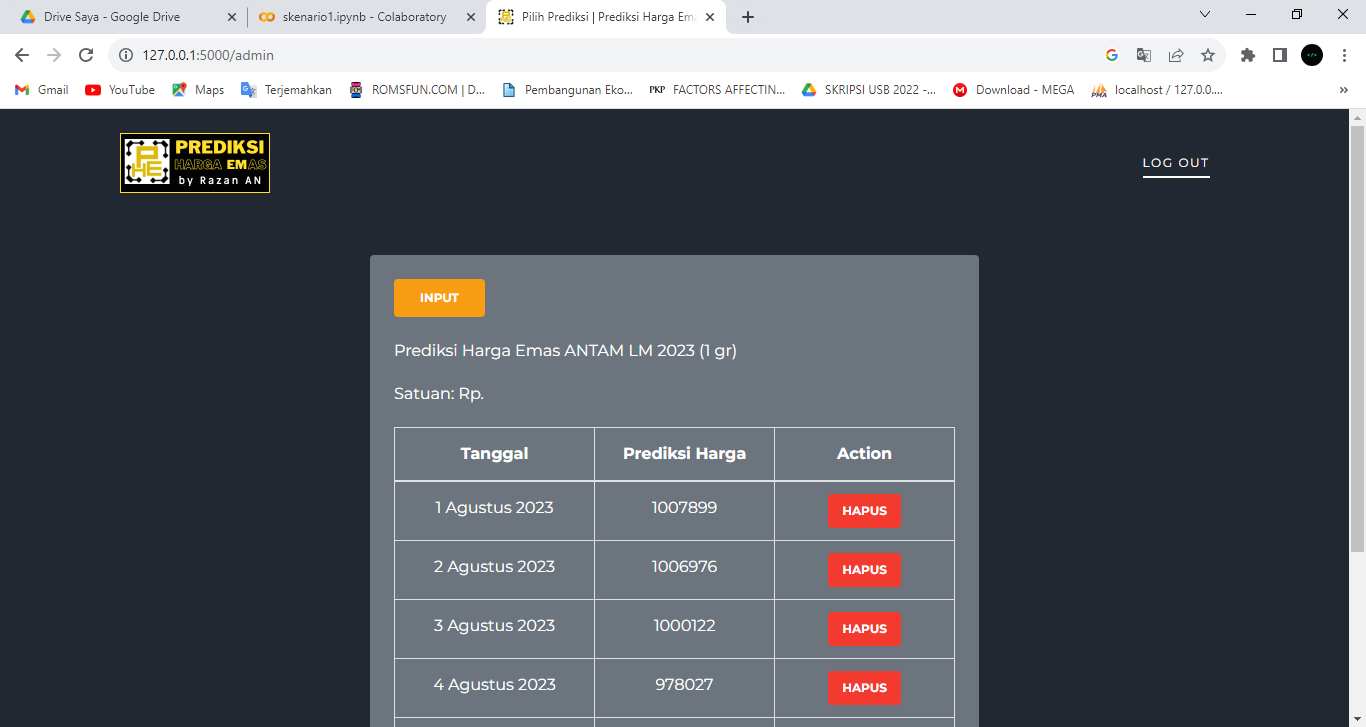 Drive Saya - Google Drive
skenario1.ipynb - Colaboratory
Pilih Prediksi | Prediksi Harga Ema
127.0.0.1:5000/admin
Gmail YouTube Maps Terjemahkan ROMSFUN.COM | D... Pembangunan Eko... PKP FACTORS AFFECTIN... SKRIPSI USB 2022 -... Download - MEGA PMA localhost / 127.0.0.... »
PHE
PREDIKSI
HARGA EMAS
by Razan AN
LOG OUT
INPUT
Prediksi Harga Emas ANTAM LM 2023 (1 gr)
Satuan: Rp.
Tanggal Prediksi Harga Action
1 Agustus 2023 1007899 HAPUS
2 Agustus 2023 1006976 HAPUS
3 Agustus 2023 1000122 HAPUS
4 Agustus 2023 978027 HAPUS